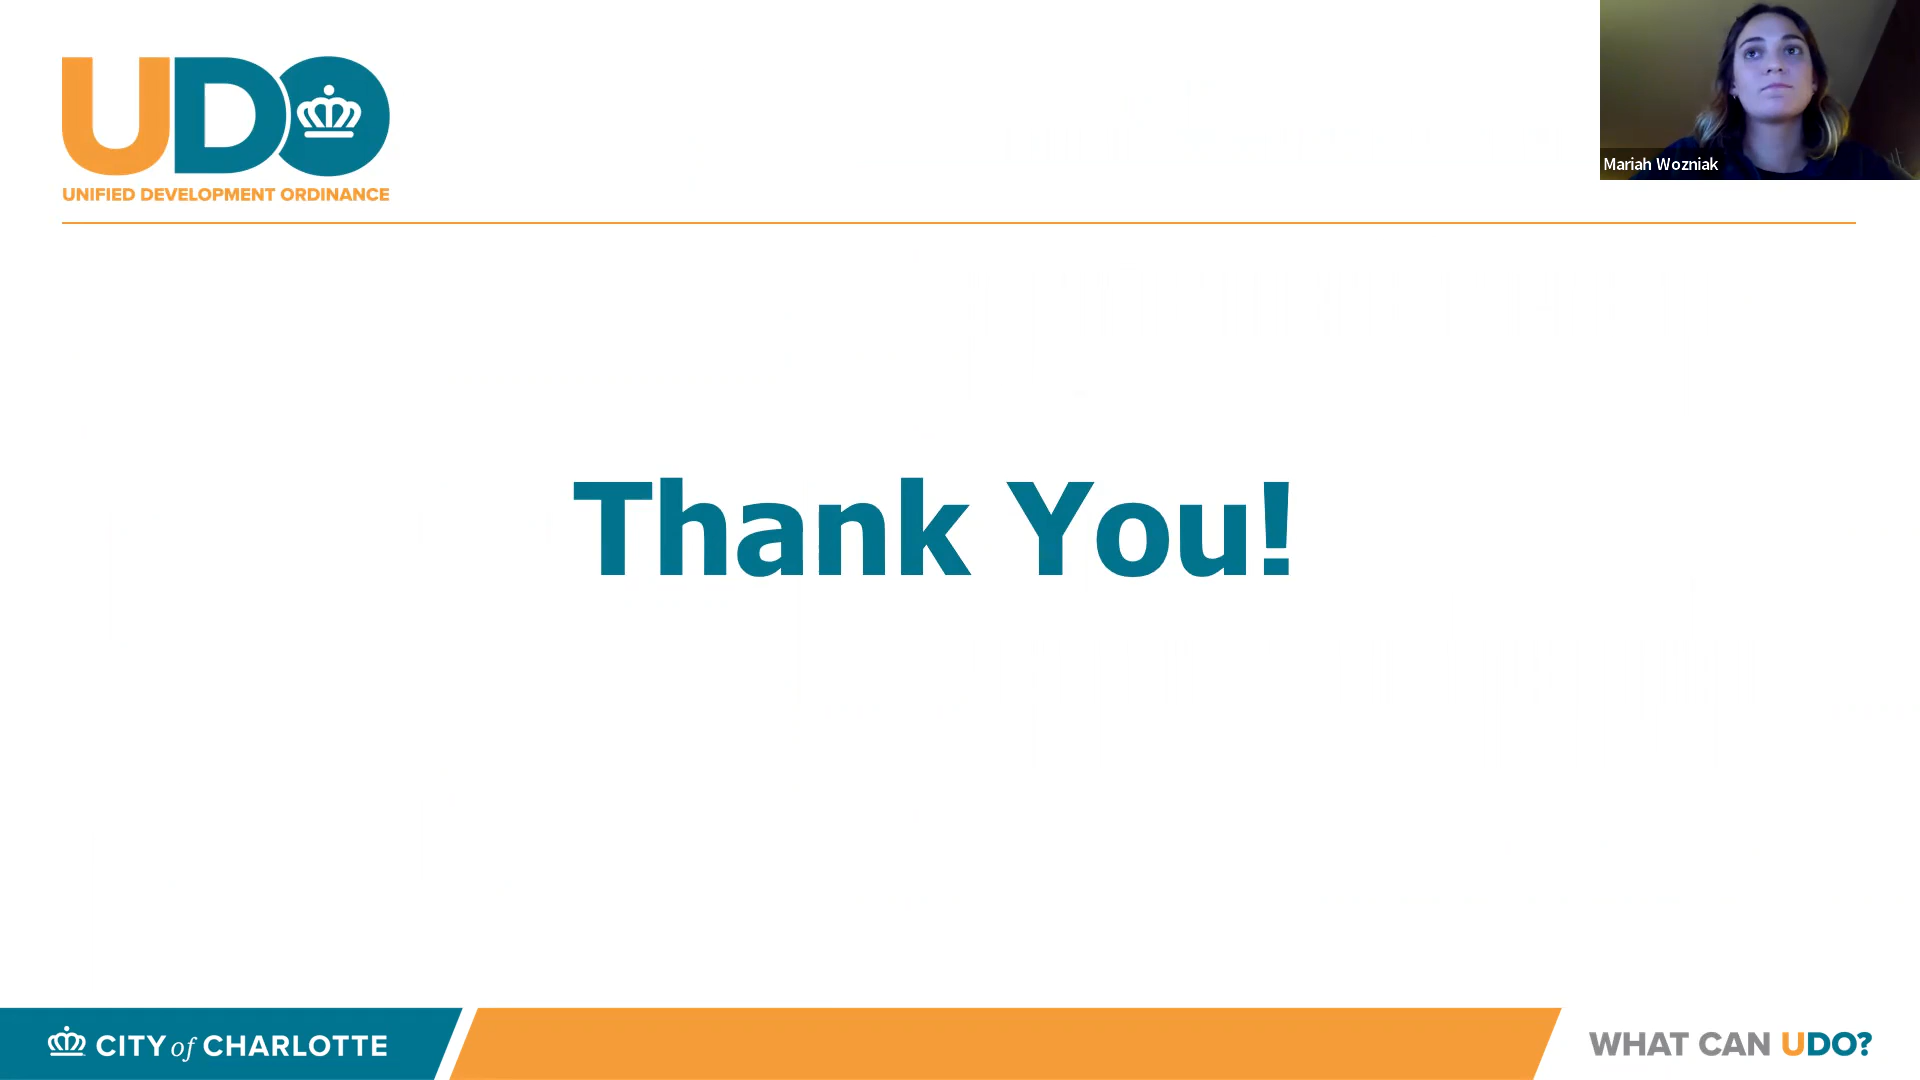 UDO
UNIFIED DEVELOPMENT ORDINANCE
Mariah Wozniak
Thank You!
CITY of CHARLOTTE
WHAT CAN UDO?